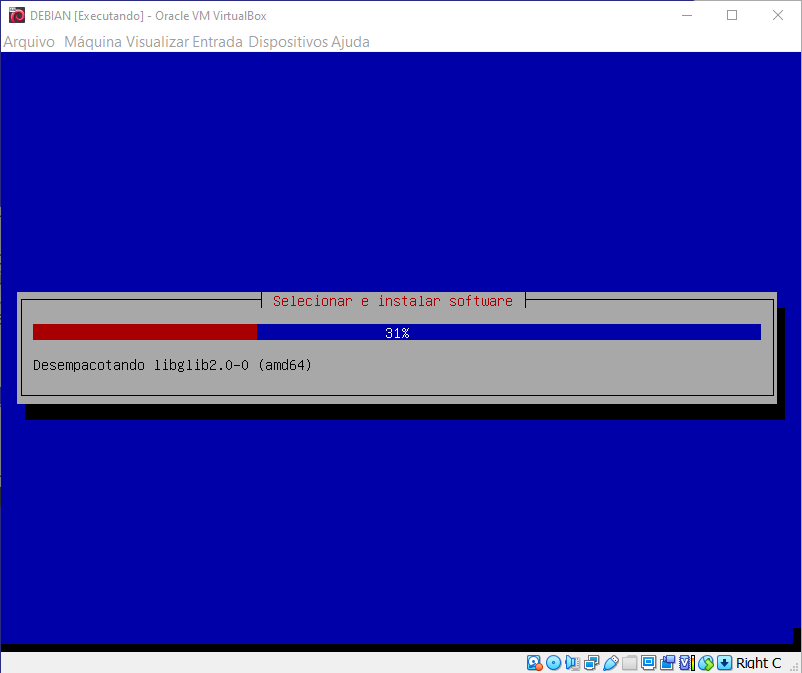 DEBIAN [Executando] - Oracle VM VirtualBox
Arquivo Máquina Visualizar Entrada Dispositivos Ajuda
Selecionar e instalar software
31%
Desempacotando libglib2.0-0 (amd64)
Right C